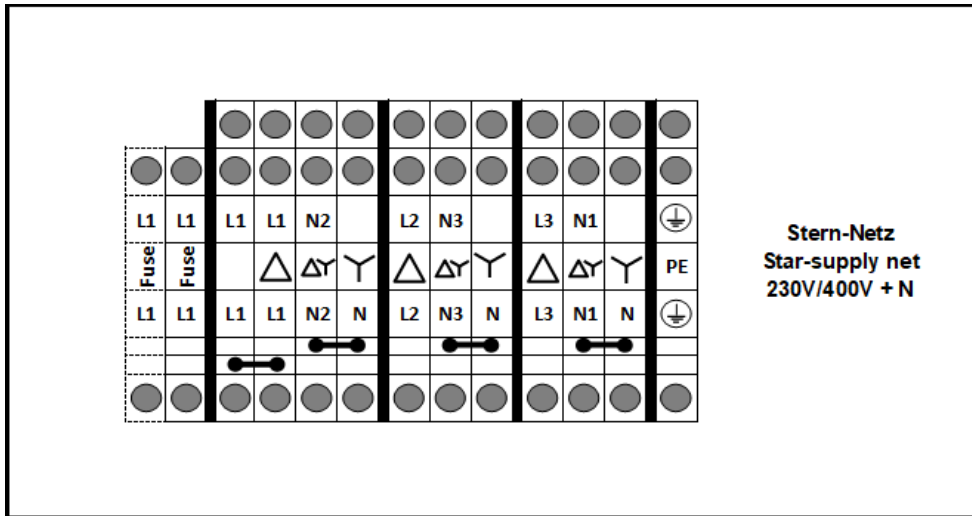 L1 L1 L1 L1 N2 L2 N3 L3 N1
Fuse Fuse PE
L1 L1 L1 L1 N2 N L2 N3 N L3 N1 N
Stern-Netz
Star-supply net
230V/400V + N